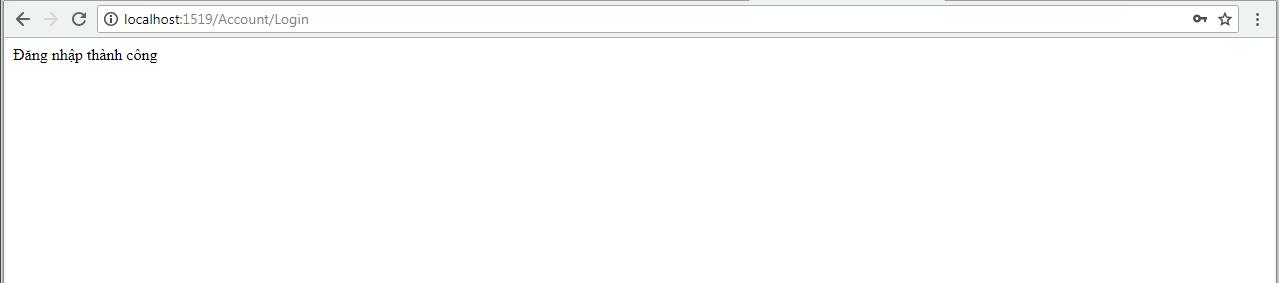 localhost:1519/Account/Login
Đăng nhập thành công